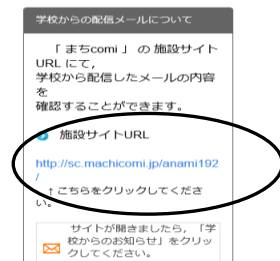 学校からの配信メールについて
「 まちcomi 」 の 施設サイト
URL にて，
学校から配信したメールの内容
を
確認することができます。
施設サイトURL
http://sc.machicomi.jp/anami192
/
↑こちらをクリックしてくださ
い。
サイトが開きましたら，「学
校からのお知らせ」をクリッ
クしてください。